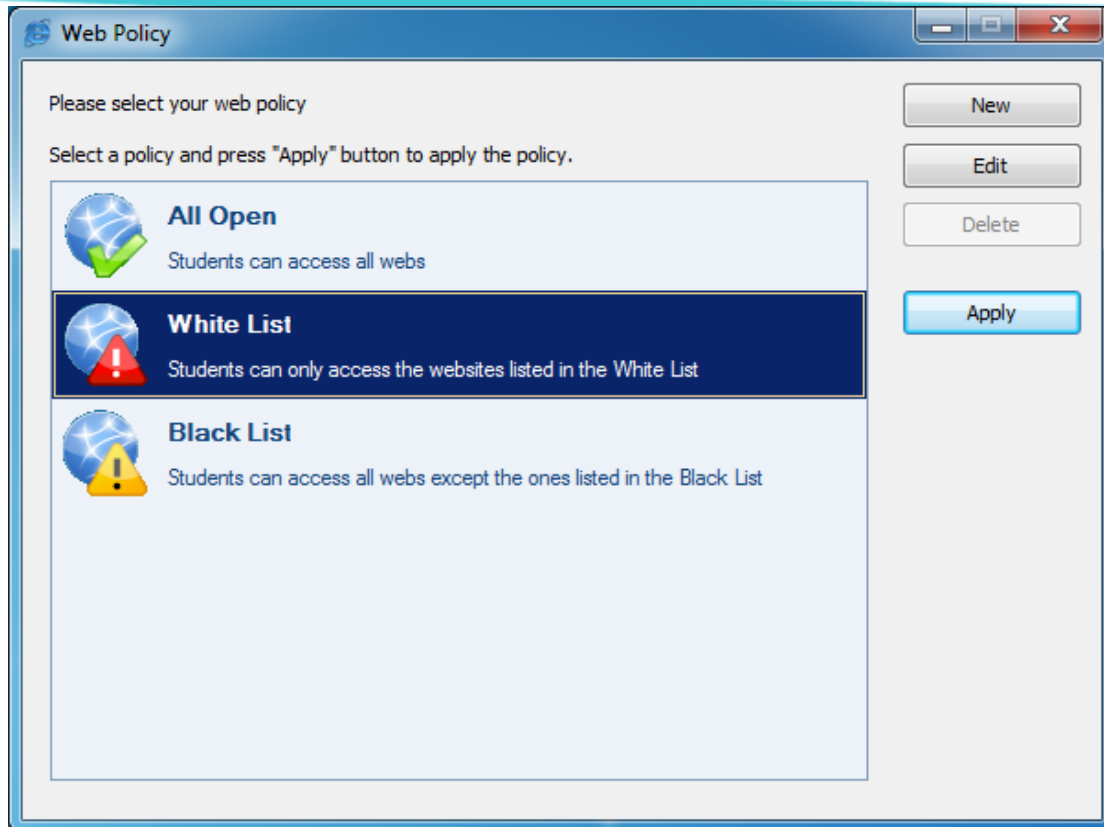 Web Policy
Please select your web policy
New
Select a policy and press "Apply" button to apply the policy.
Edit
All Open
Delete
Students can access all webs
White List
Apply
Students can only access the websites listed in the White List
Black List
Students can access all webs except the ones listed in the Black List